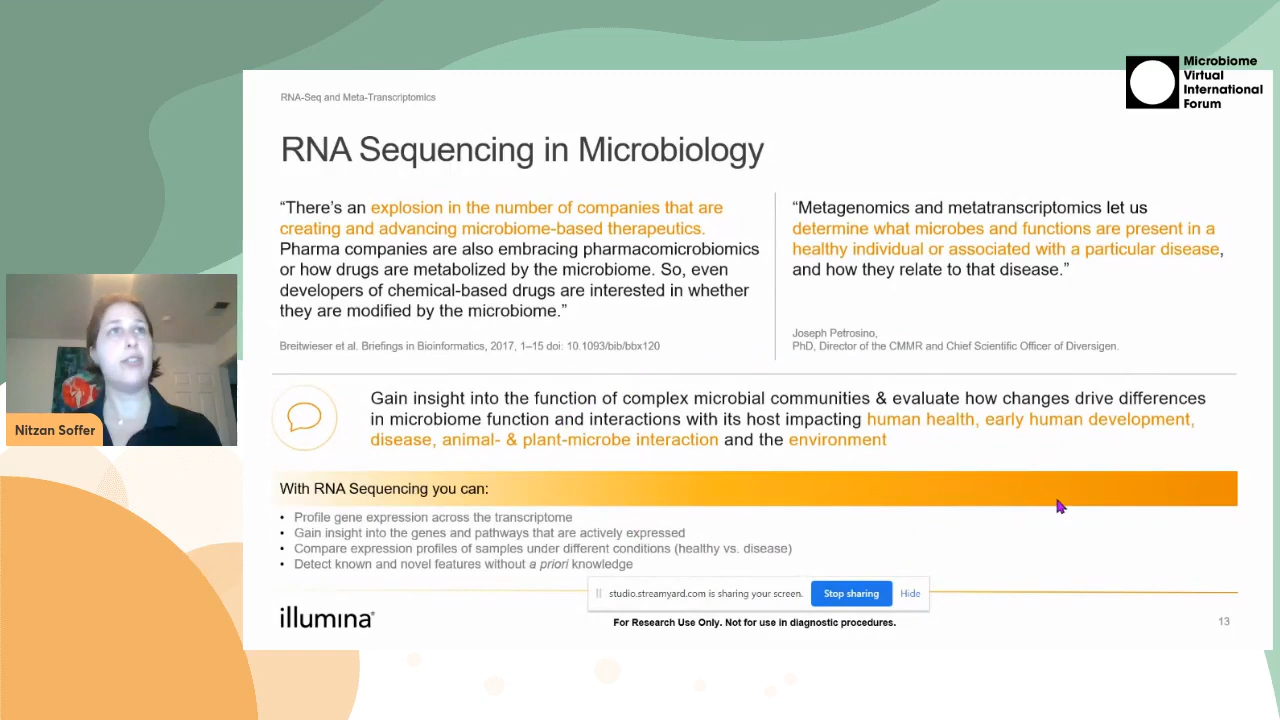 Microbiome
Virtual
International
Forum
RNA-Seq and Meta-Transcriptomics
RNA Sequencing in Microbiology
“There’s an explosion in the number of companies that are
creating and advancing microbiome-based therapeutics.
Pharma companies are also embracing pharmacomicrobiomics
or how drugs are metabolized by the microbiome. So, even
developers of chemical-based drugs are interested in whether
they are modified by the microbiome.”
Breitwieser et al. Briefings in Bioinformatics, 2017, 1–15 doi: 10.1093/bib/bbx120
“Metagenomics and metatranscriptomics let us
determine what microbes and functions are present in a
healthy individual or associated with a particular disease,
and how they relate to that disease.”
Joseph Petrosino,
PhD, Director of the CMMR and Chief Scientific Officer of Diversigen.
Nitzan Soffer
Gain insight into the function of complex microbial communities & evaluate how changes drive differences
in microbiome function and interactions with its host impacting human health, early human development,
disease, animal- & plant-microbe interaction and the environment
With RNA Sequencing you can:
• Profile gene expression across the transcriptome
• Gain insight into the genes and pathways that are actively expressed
• Compare expression profiles of samples under different conditions (healthy vs. disease)
• Detect known and novel features without a priori knowledge
studio.streamyard.com is sharing your screen. Stop sharing Hide
illumina®
For Research Use Only. Not for use in diagnostic procedures.
13